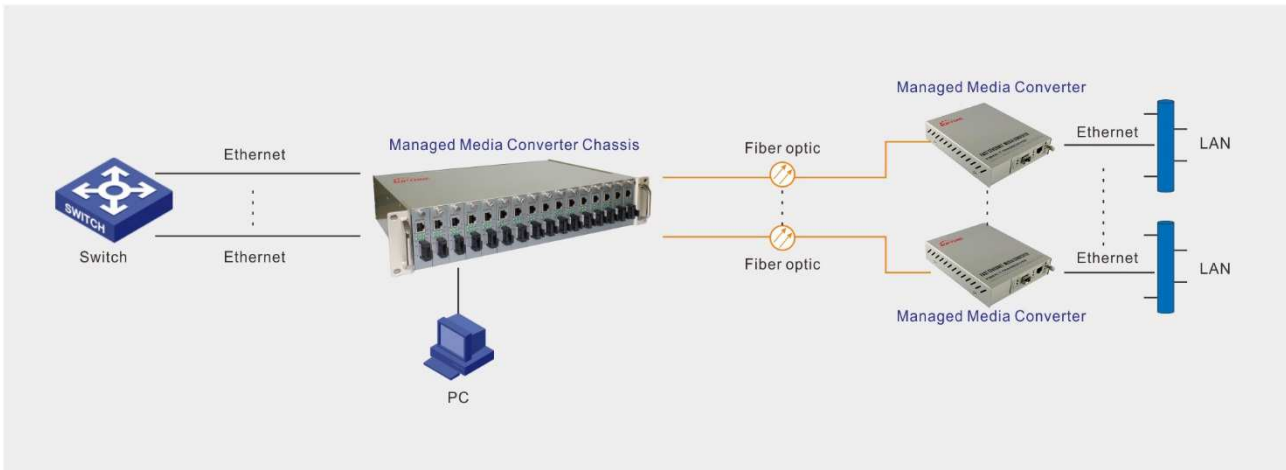 Managed Media Converter
Ethernet
LAN
Managed Media Converter Chassis
Ethernet
Fiber optic
SWITCH
Switch
Ethernet
Fiber optic
Ethernet
LAN
Managed Media Converter
PC